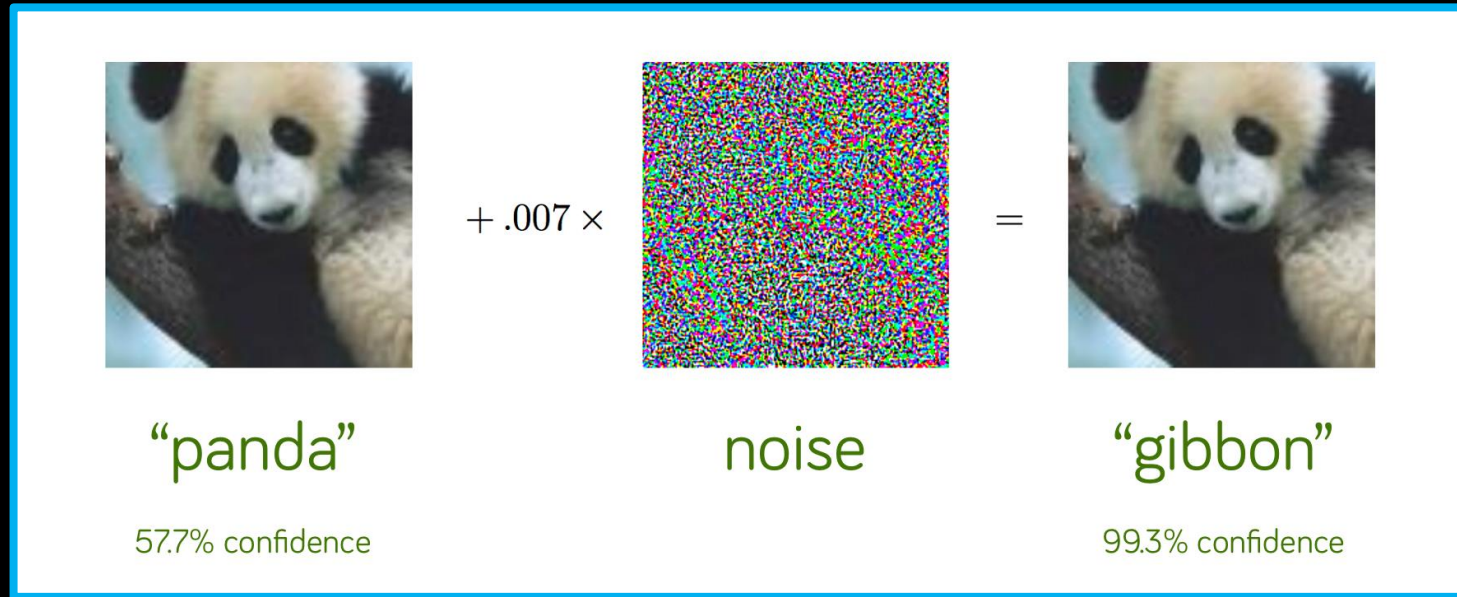 + .007 × =
“panda” noise “gibbon”
57.7% confidence 99.3% confidence